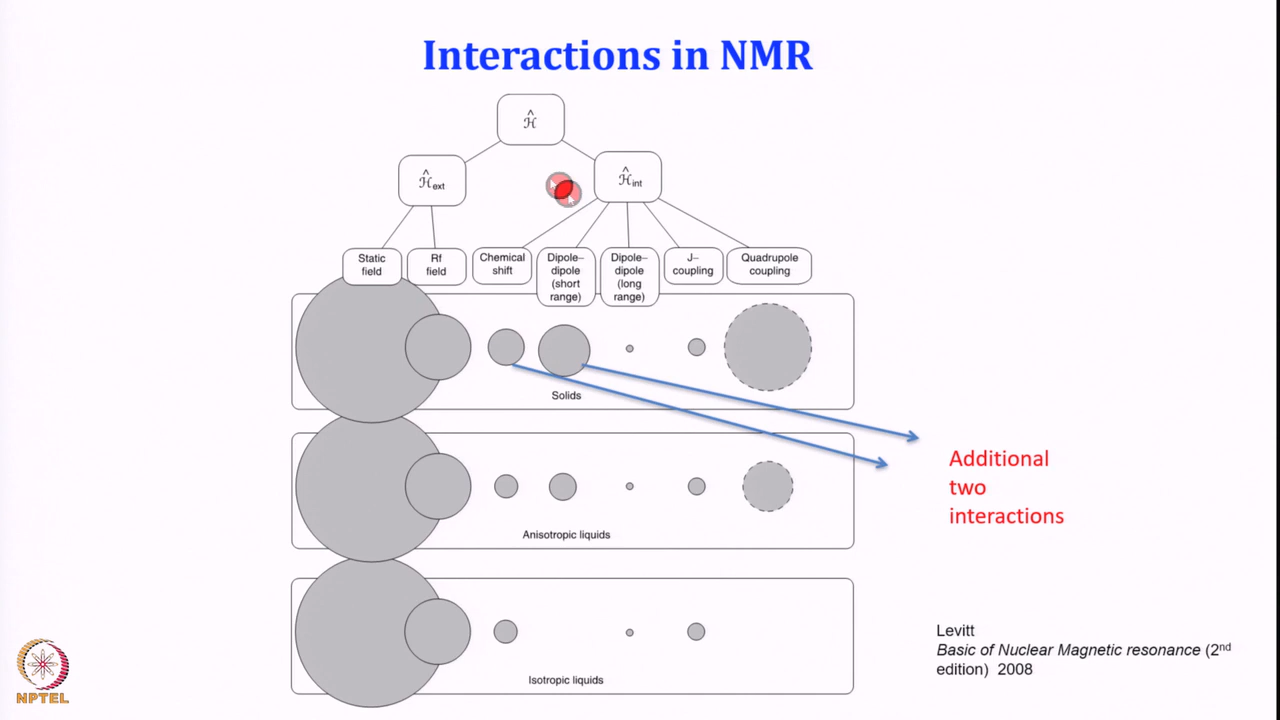 Interactions in NMR
Ĥ
Ĥext
Ĥint
Static
field
Rf
field
Chemical
shift
Dipole–
dipole
(short
range)
Dipole–
dipole
(long
range)
J–
coupling
Quadrupole
coupling
Solids
Additional
two
interactions
Anisotropic liquids
Levitt
Basic of Nuclear Magnetic resonance (2nd
edition) 2008
Isotropic liquids
NPTEL